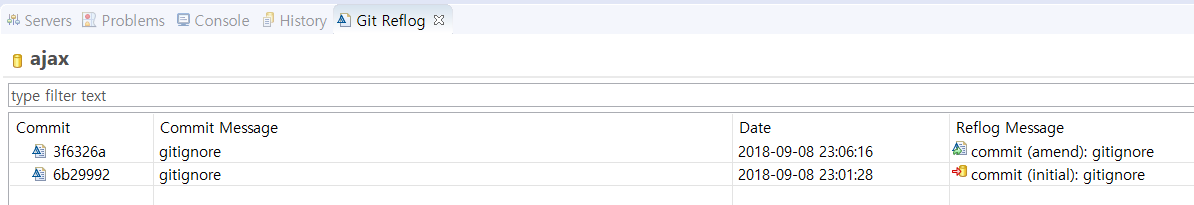 Servers Problems Console History Git Reflog
ajax
type filter text
Commit Commit Message Date Reflog Message
3f6326a gitignore 2018-09-08 23:06:16 commit (amend): gitignore
6b29992 gitignore 2018-09-08 23:01:28 commit (initial): gitignore